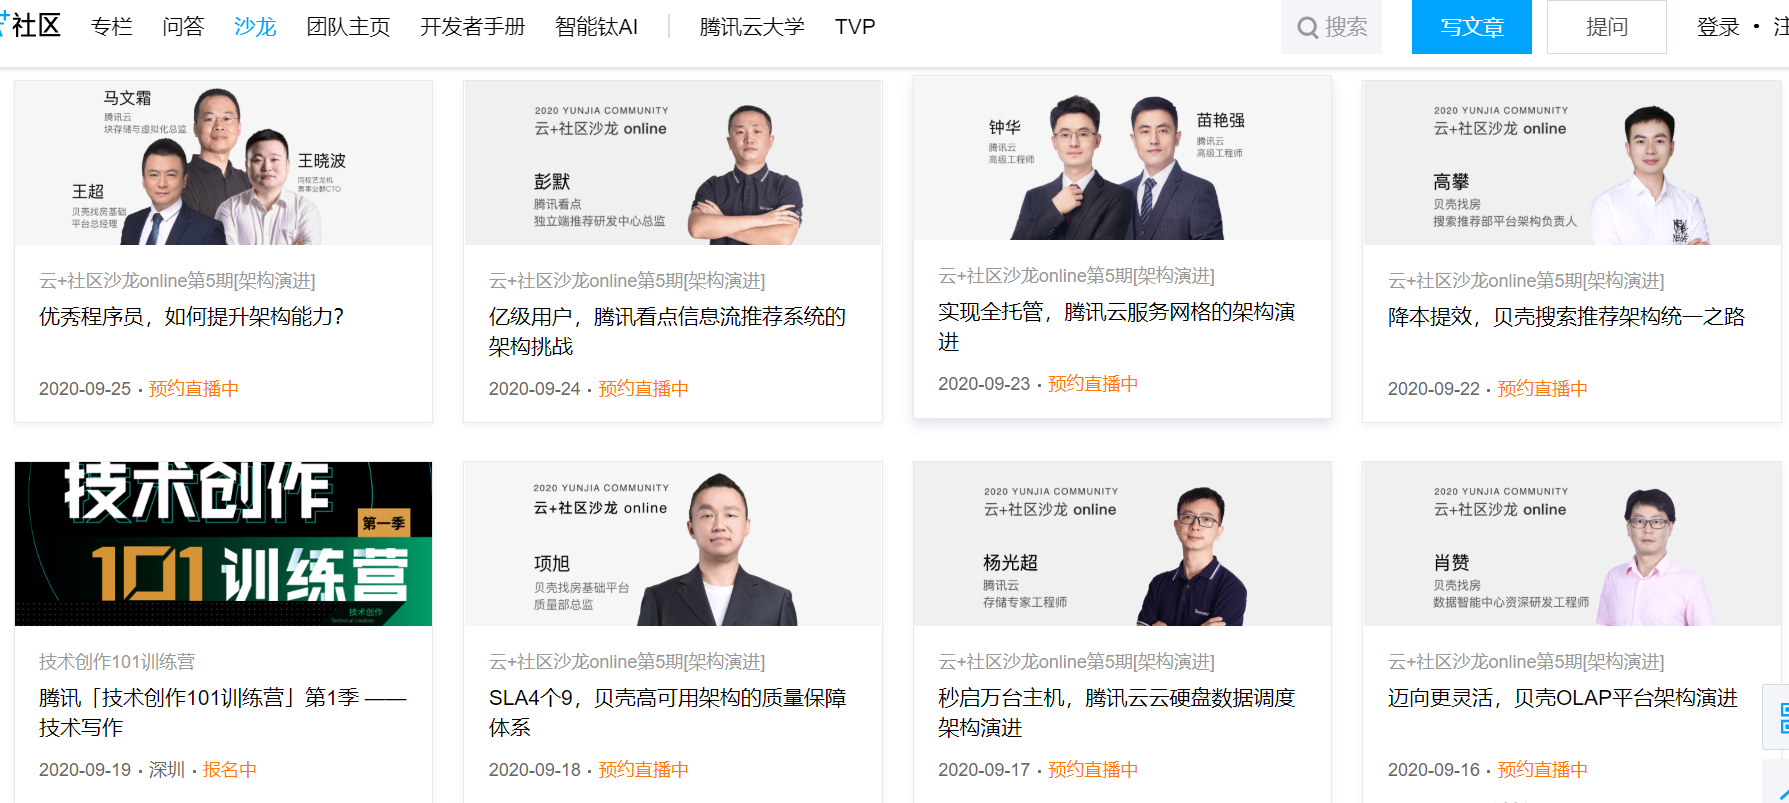 社区 专栏 问答 沙龙 团队主页 开发者手册 智能钛AI 腾讯云大学 TVP 搜索 写文章 提问 登录 · 注
马文霜
腾讯云
块存储与虚拟化总监
王晓波
同程艺龙机
票事业群CTO
王超
贝壳找房基础
平台总经理
云+社区沙龙online第5期[架构演进]
优秀程序员，如何提升架构能力？
2020-09-25 · 预约直播中
2020 YUNJIA COMMUNITY
云+社区沙龙 online
彭默
腾讯看点
独立端推荐研发中心总监
云+社区沙龙online第5期[架构演进]
亿级用户，腾讯看点信息流推荐系统的
架构挑战
2020-09-24 · 预约直播中
钟华
腾讯云
高级工程师
苗艳强
腾讯云
高级工程师
云+社区沙龙online第5期[架构演进]
实现全托管，腾讯云服务网格的架构演
进
2020-09-23 · 预约直播中
2020 YUNJIA COMMUNITY
云+社区沙龙 online
高攀
贝壳找房
搜索推荐部平台架构负责人
云+社区沙龙online第5期[架构演进]
降本提效，贝壳搜索推荐架构统一之路
2020-09-22 · 预约直播中
技术创作
第一季
101 训练营
技术创作
Technical creation
技术创作101训练营
腾讯「技术创作101训练营」第1季 ——
技术写作
2020-09-19 · 深圳 · 报名中
2020 YUNJIA COMMUNITY
云+社区沙龙 online
项旭
贝壳找房基础平台
质量部总监
云+社区沙龙online第5期[架构演进]
SLA4个9，贝壳高可用架构的质量保障
体系
2020-09-18 · 预约直播中
2020 YUNJIA COMMUNITY
云+社区沙龙 online
杨光超
腾讯云
存储专家工程师
云+社区沙龙online第5期[架构演进]
秒启万台主机，腾讯云云硬盘数据调度
架构演进
2020-09-17 · 预约直播中
2020 YUNJIA COMMUNITY
云+社区沙龙 online
肖赞
贝壳找房
数据智能中心资深研发工程师
云+社区沙龙online第5期[架构演进]
迈向更灵活，贝壳OLAP平台架构演进
2020-09-16 · 预约直播中